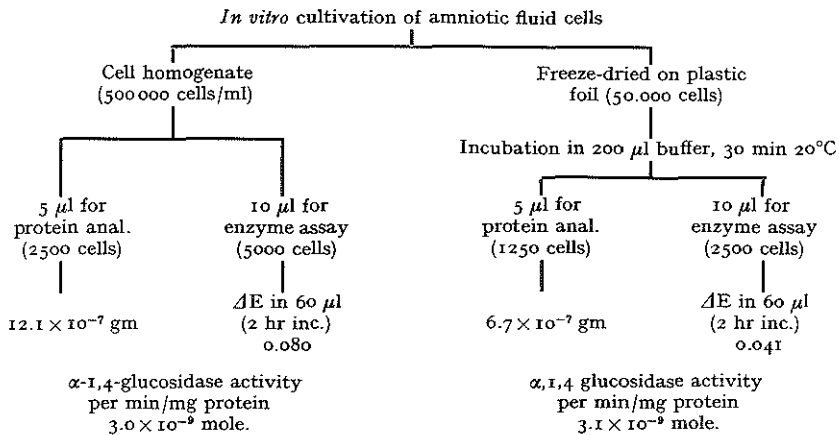 In vitro cultivation of amniotic fluid cells
Cell homogenate
(500 000 cells/ml)
5 μl for
protein anal.
(2500 cells)
12.1 × 10⁻⁷ gm
10 μl for
enzyme assay
(5000 cells)
ΔE in 60 μl
(2 hr inc.)
0.080
α-1,4-glucosidase activity
per min/mg protein
3.0 × 10⁻⁹ mole.
Freeze-dried on plastic
foil (50.000 cells)
Incubation in 200 μl buffer, 30 min 20°C
5 μl for
protein anal.
(1250 cells)
6.7 × 10⁻⁷ gm
10 μl for
enzyme assay
(2500 cells)
ΔE in 60 μl
(2 hr inc.)
0.041
α,1,4 glucosidase activity
per min/mg protein
3.1 × 10⁻⁹ mole.